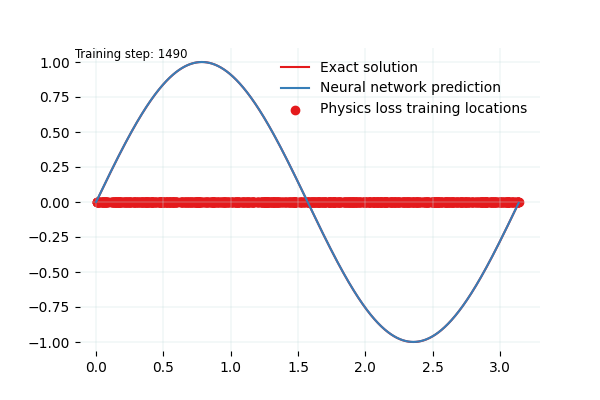 Training step: 1490
Exact solution
Neural network prediction
Physics loss training locations
1.00
0.75
0.50
0.25
0.00
−0.25
−0.50
−0.75
−1.00
0.0 0.5 1.0 1.5 2.0 2.5 3.0